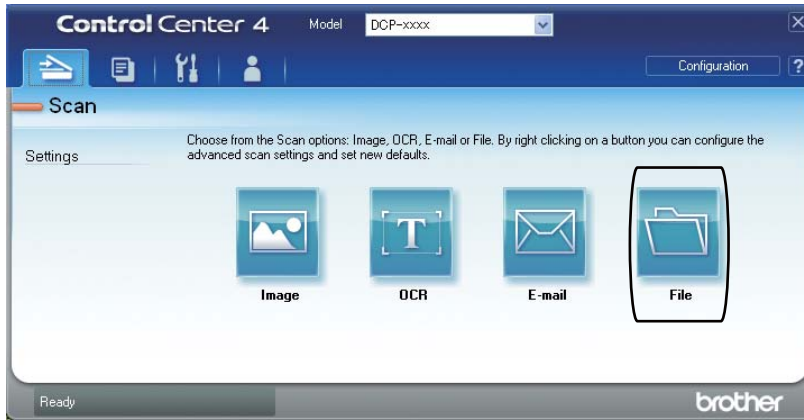 Control Center 4 Model DCP-xxxx
Configuration ?
Scan
Settings
Choose from the Scan options: Image, OCR, E-mail or File. By right clicking on a button you can configure the
advanced scan settings and set new defaults.
T
Image OCR E-mail File
Ready brother